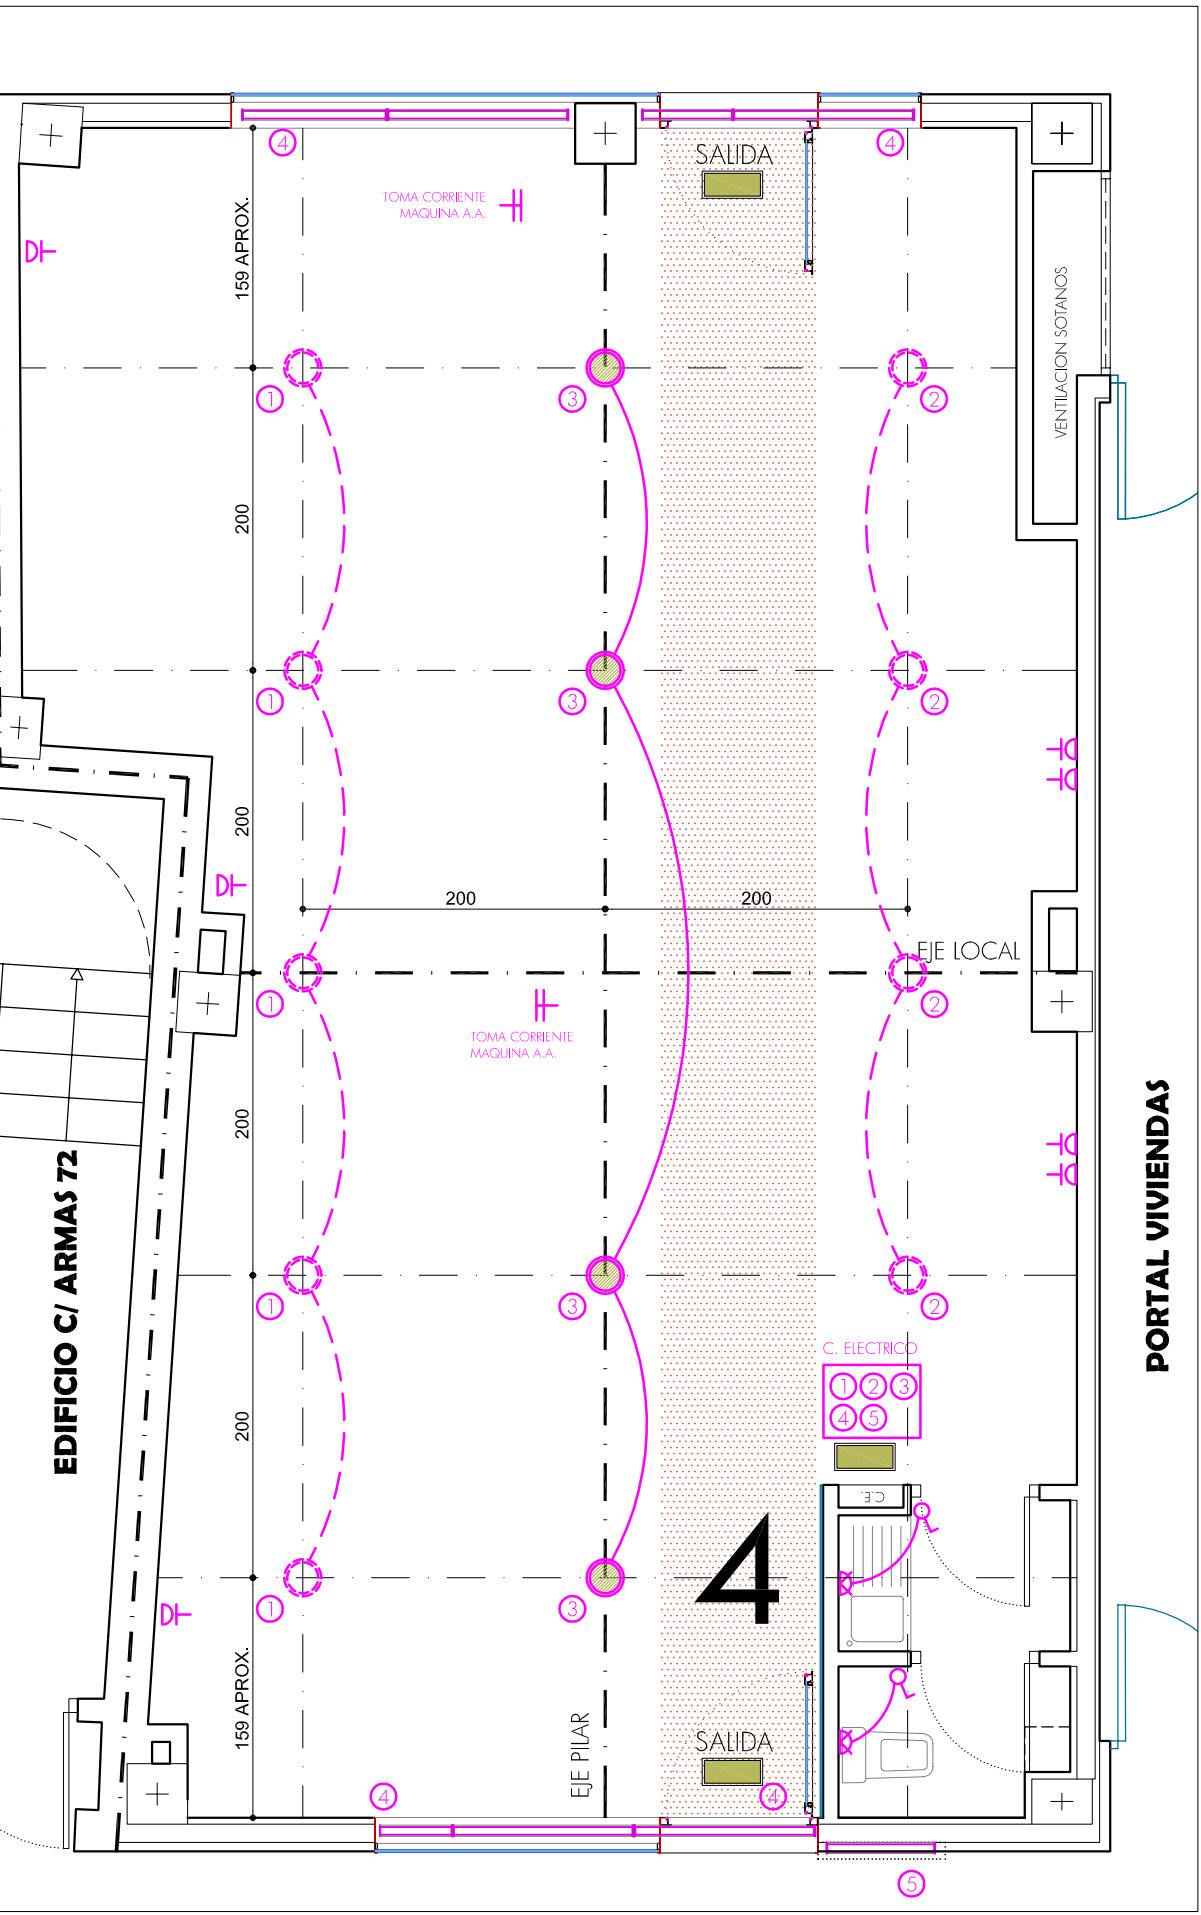 4
4
SALIDA
TOMA CORRIENTE
MAQUINA A.A.
159 APROX.
VENTILACION SOTANOS
1
3
2
200
1
3
2
200
200
200
EJE LOCAL
1
2
TOMA CORRIENTE
MAQUINA A.A.
200
PORTAL VIVIENDAS
EDIFICIO C/ ARMAS 72
1
3
2
C. ELECTRICO
1 2 3
4 5
200
C.E.
4
1
3
159 APROX.
EJE PILAR
SALIDA
4
4
5